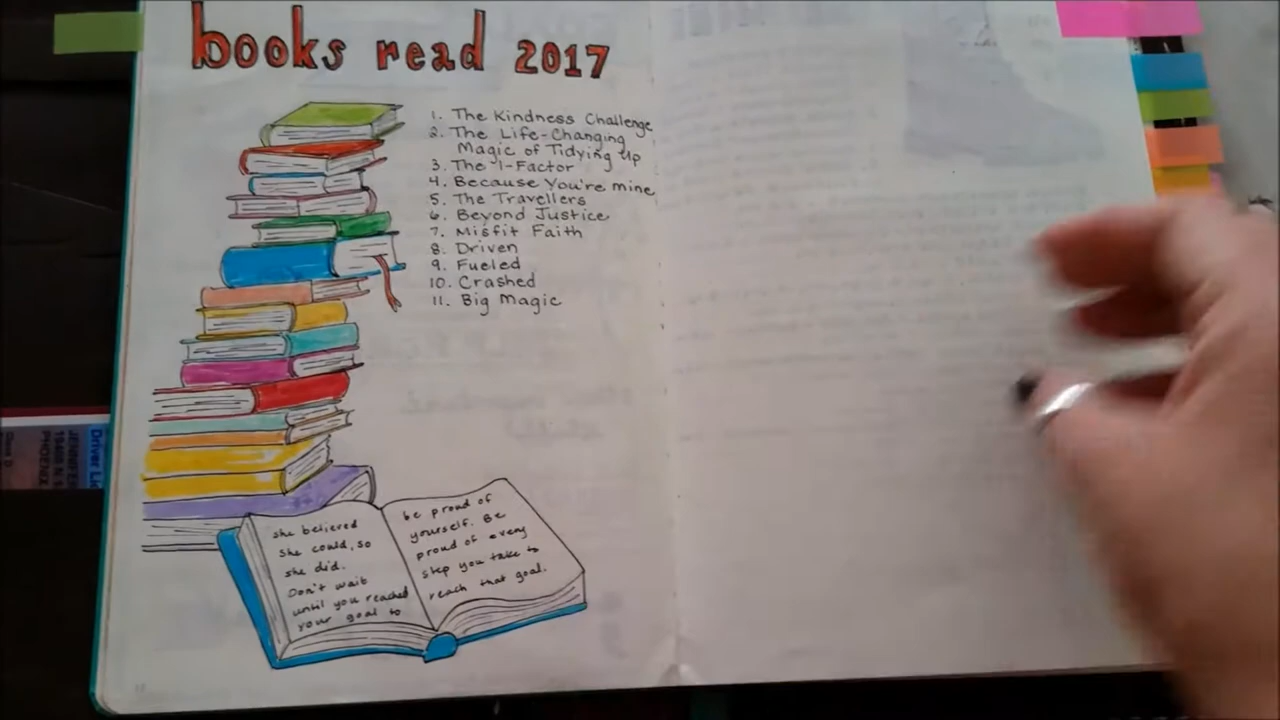 books read 2017
1. The Kindness Challenge
2. The Life-Changing
Magic of Tidying Up
3. The I-Factor
4. Because You're mine
5. The Travellers
6. Beyond Justice
7. Misfit Faith
8. Driven
9. Fueled
10. Crashed
11. Big Magic
she believed
she could, so
she did.
Don't wait
until you reached
your goal to
be proud of
yourself. Be
proud of every
step you take to
reach that goal.